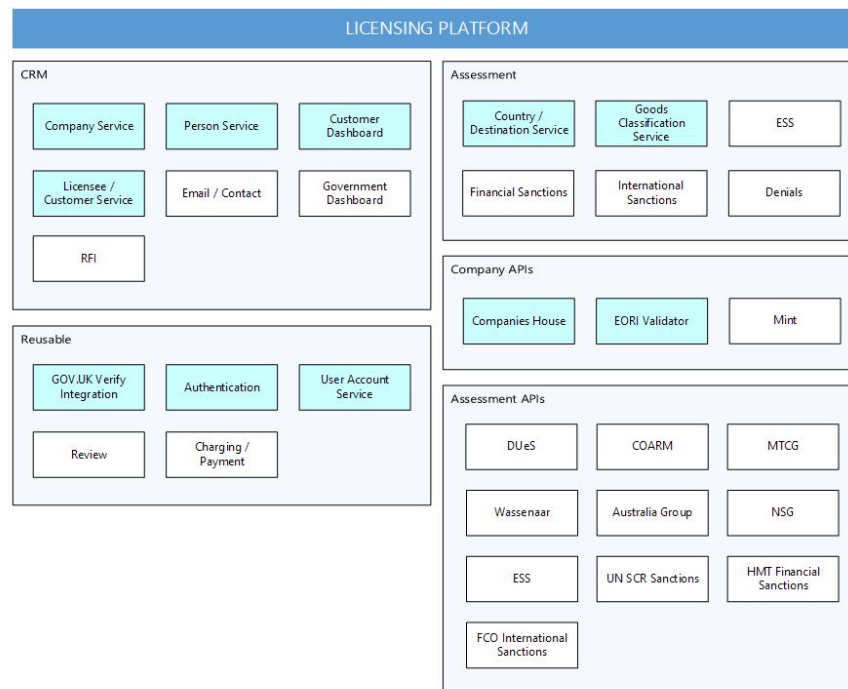 LICENSING PLATFORM
CRM
Company Service
Person Service
Customer
Dashboard
Licensee /
Customer Service
Email / Contact
Government
Dashboard
RFI
Reusable
GOV.UK Verify
Integration
Authentication
User Account
Service
Review
Charging /
Payment
Assessment
Country /
Destination Service
Goods
Classification
Service
ESS
Financial Sanctions
International
Sanctions
Denials
Company APIs
Companies House
EORI Validator
Mint
Assessment APIs
DUeS
COARM
MTCG
Wassenaar
Australia Group
NSG
ESS
UN SCR Sanctions
HMT Financial
Sanctions
FCO International
Sanctions